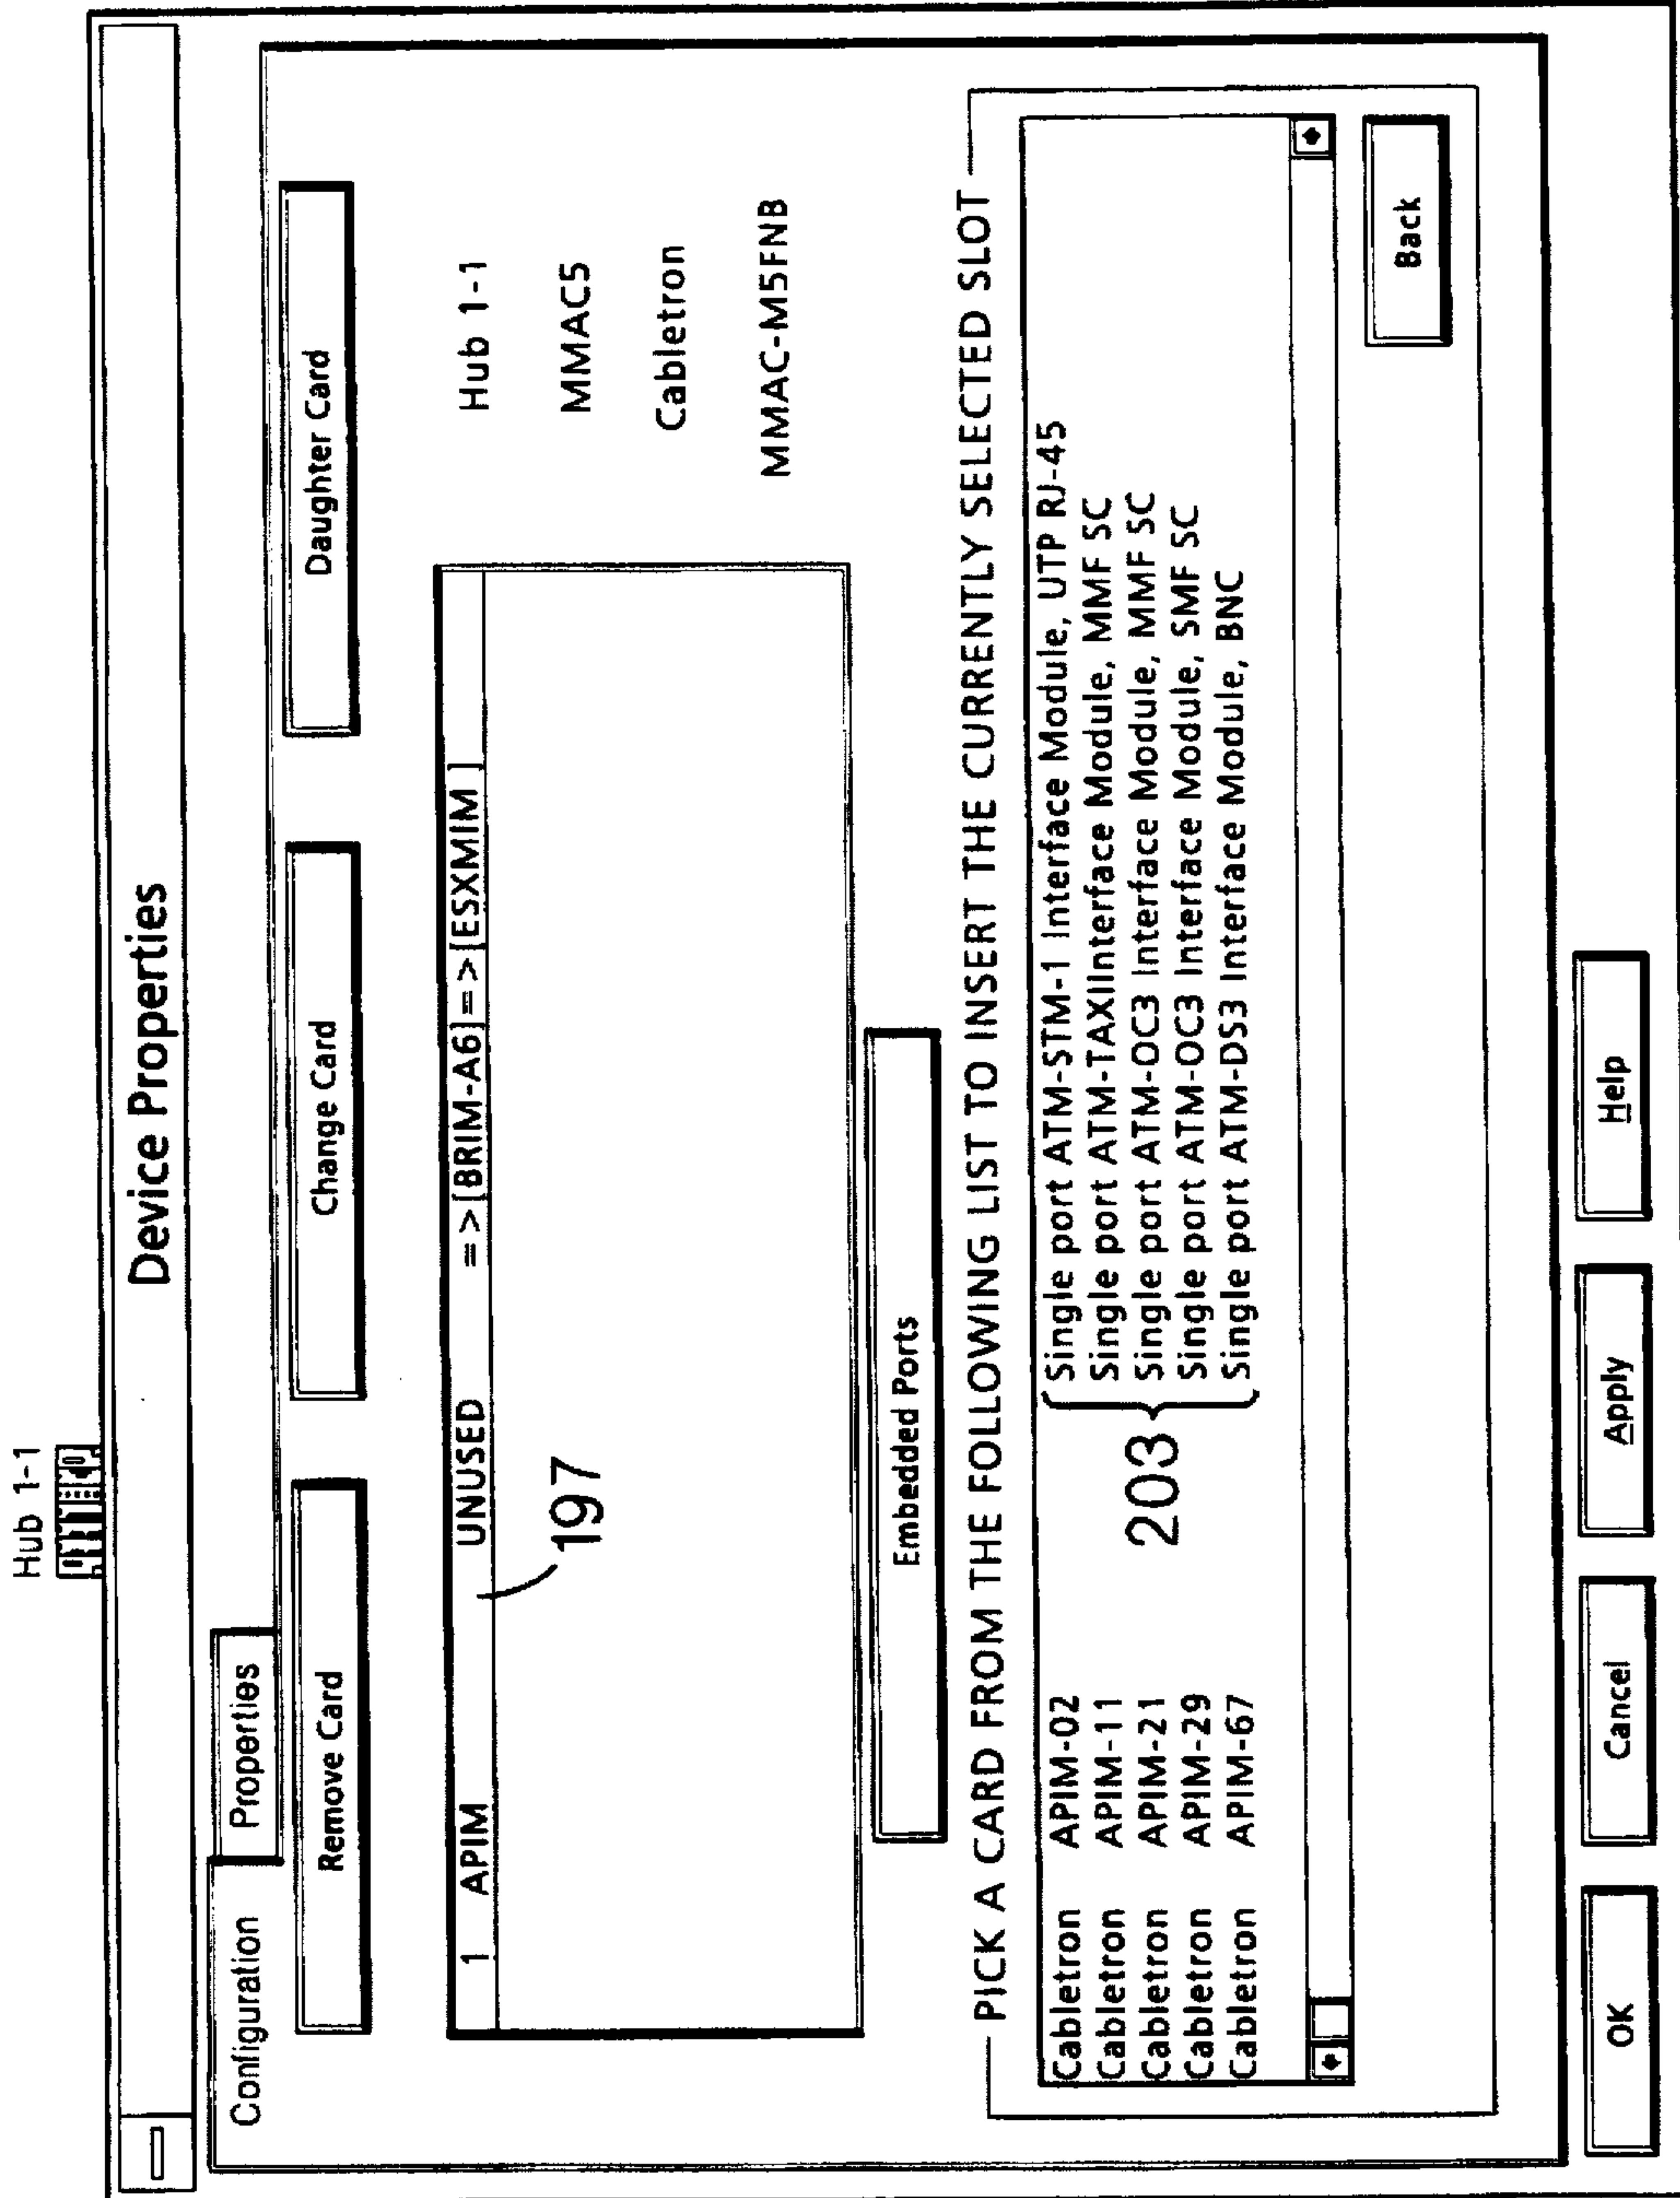 Hub 1-1
Device Properties
Configuration Properties
Remove Card Change Card Daughter Card
1 APIM UNUSED =>[BRIM-A6]=>[ESXMIM ]
197
Hub 1-1
MMAC5
Cabletron
MMAC-M5FNB
Embedded Ports
PICK A CARD FROM THE FOLLOWING LIST TO INSERT THE CURRENTLY SELECTED SLOT
Cabletron APIM-02 Single port ATM-STM-1 Interface Module, UTP RJ-45
Cabletron APIM-11 Single port ATM-TAXIInterface Module, MMF SC
Cabletron APIM-21 Single port ATM-OC3 Interface Module, MMF SC
Cabletron APIM-29 Single port ATM-OC3 Interface Module, SMF SC
Cabletron APIM-67 Single port ATM-DS3 Interface Module, BNC
203
Back
OK Cancel Apply Help